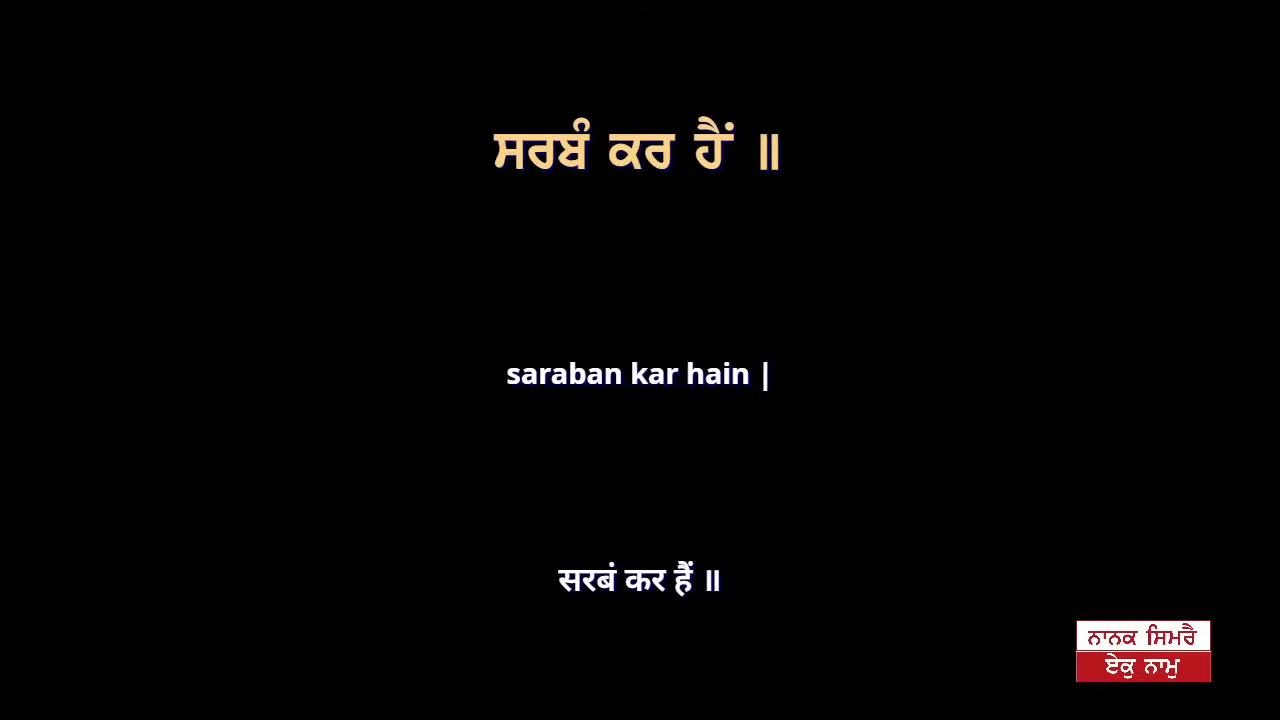 ਸਰਬੰ ਕਰ ਹੈਂ ॥
saraban kar hain |
सरबं कर हैं ॥
ਨਾਨਕ ਸਿਮਰੈ
ਏਕੁ ਨਾਮੁ